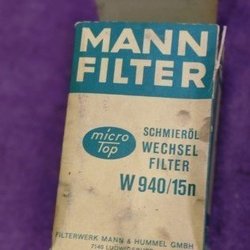 MANN
FILTER
micro
Top
SCHMIERÖL
WECHSEL
FILTER
W 940/15n
FILTERWERK MANN & HUMMEL GMBH